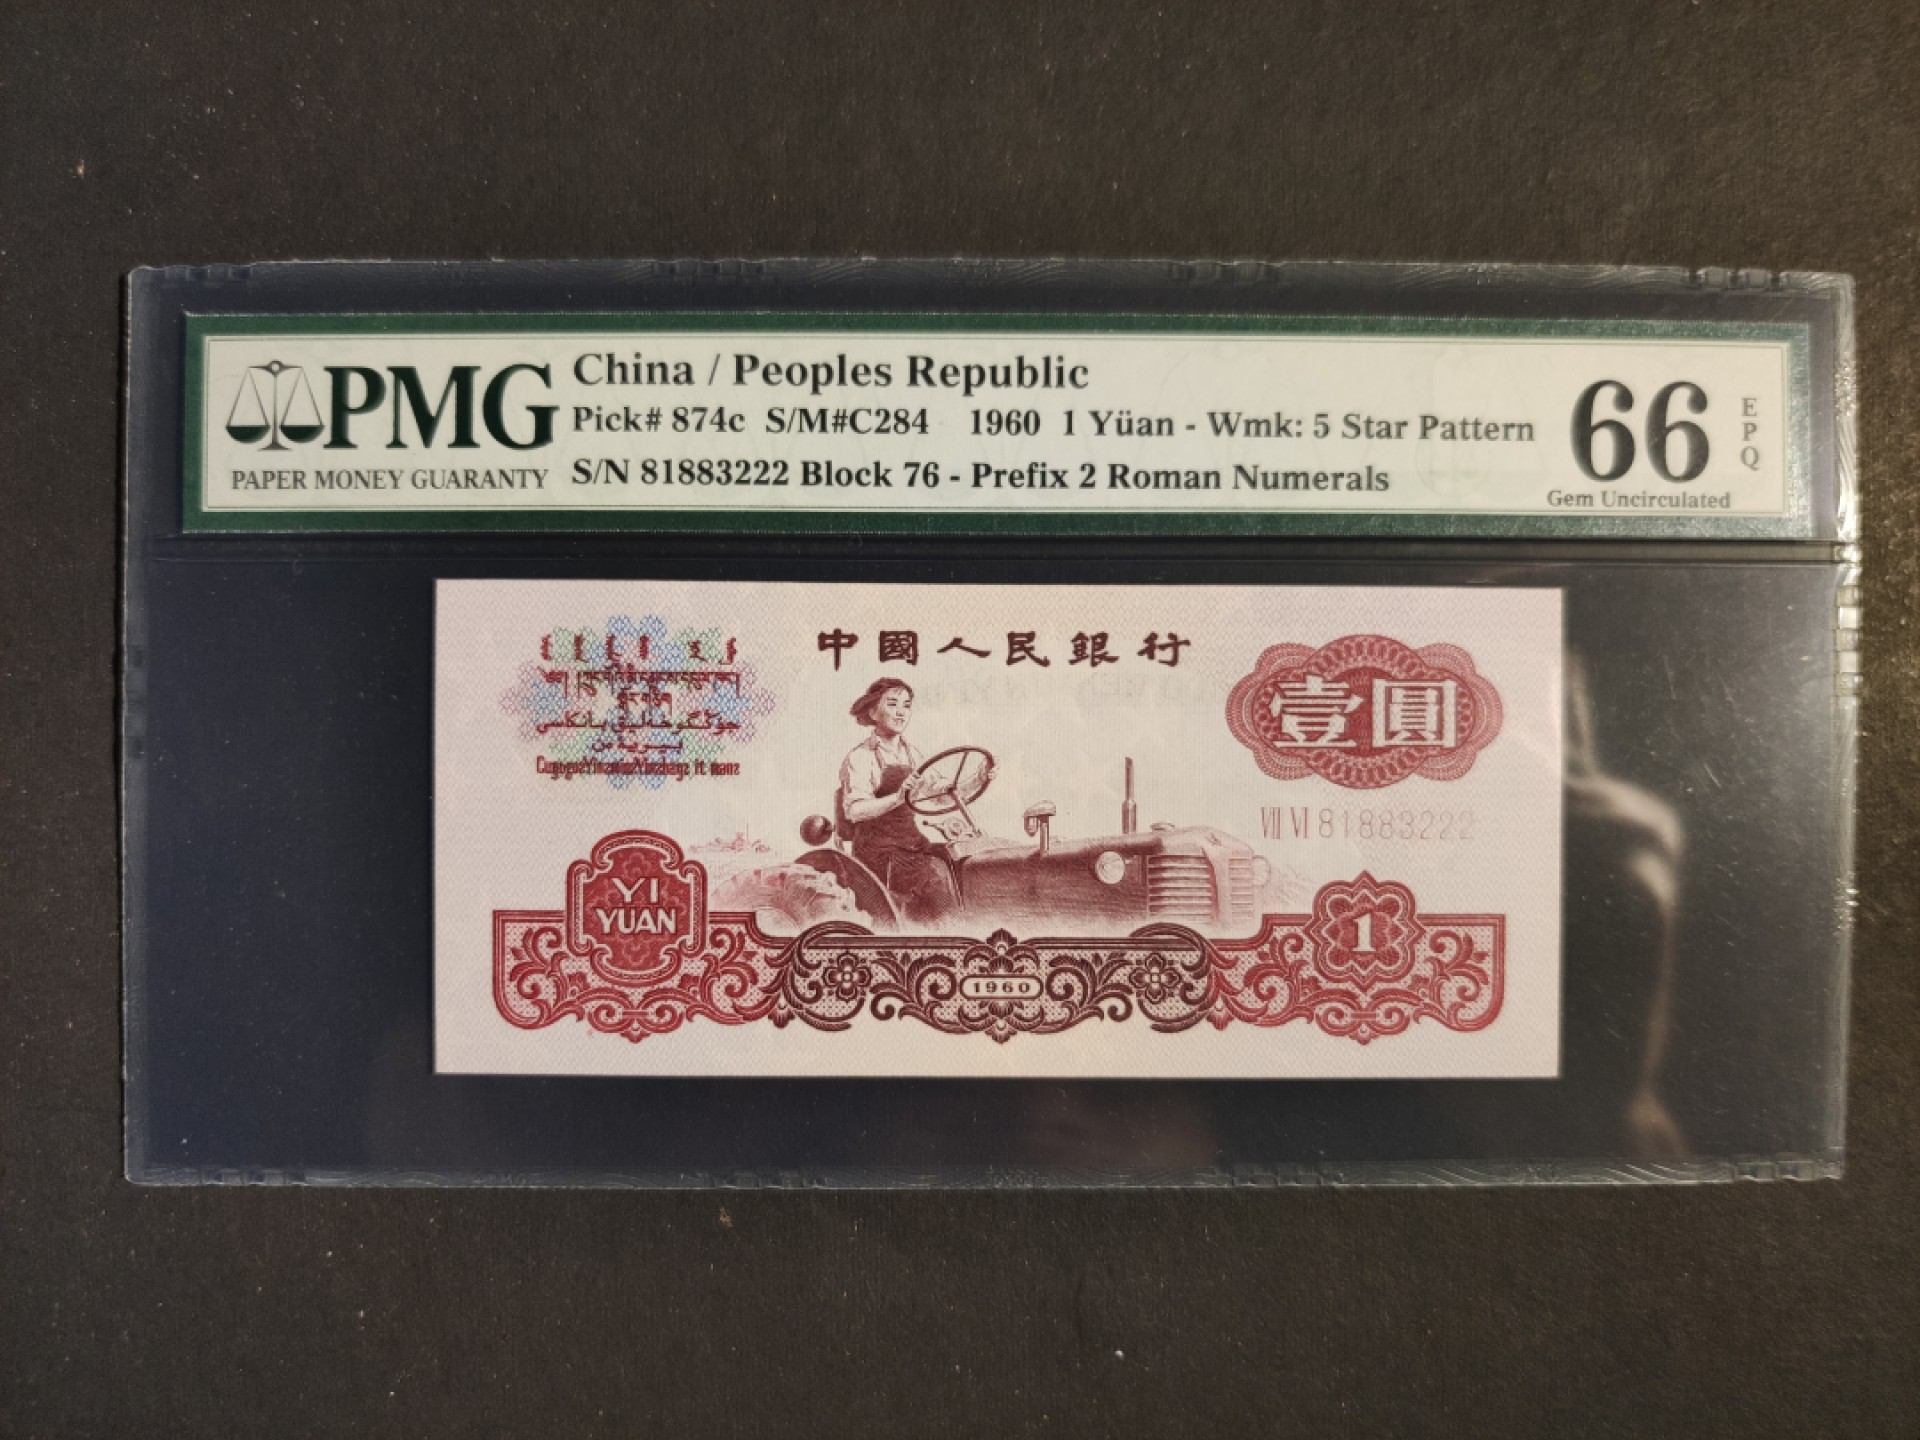 PMG
PAPER MONEY GUARANTY
China / Peoples Republic
Pick# 874c S/M#C284 1960 1 Yüan - Wmk: 5 Star Pattern
S/N 81883222 Block 76 - Prefix 2 Roman Numerals
66
EPQ
Gem Uncirculated
中國人民銀行
壹圓
VII VI 81883222
YI
YUAN
1960
1